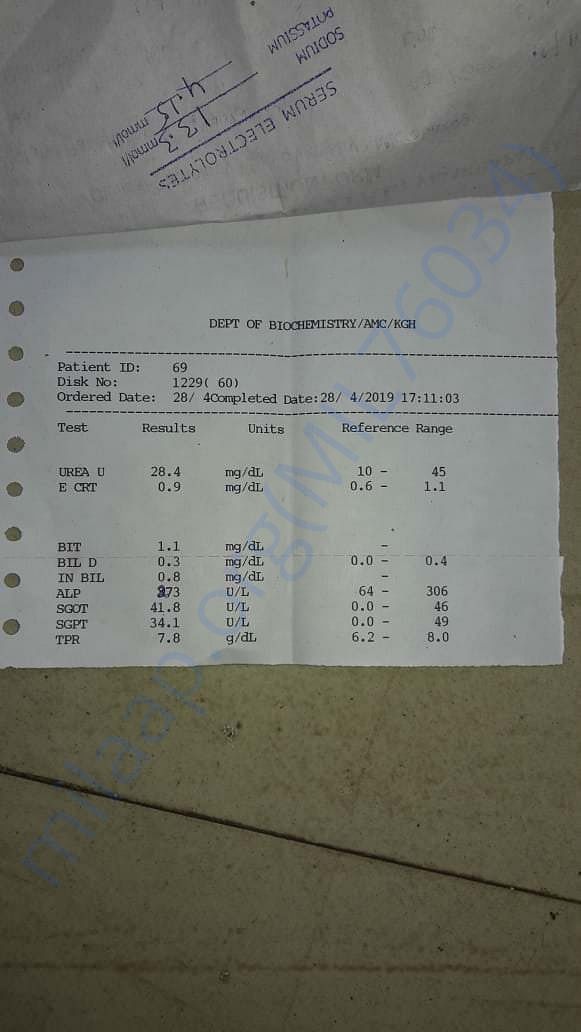 SERUM ELECTROLYTES
SODIUM 133 mmol/l
POTASSIUM 4.15 mmol/l
DEPT OF BIOCHEMISTRY/AMC/KGH
Patient ID: 69
Disk No: 1229( 60)
Ordered Date: 28/ 4Completed Date:28/ 4/2019 17:11:03
Test Results Units Reference Range
UREA U 28.4 mg/dL 10 - 45
E CRT 0.9 mg/dL 0.6 - 1.1
BIT 1.1 mg/dL -
BIL D 0.3 mg/dL 0.0 - 0.4
IN BIL 0.8 mg/dL -
ALP U/L 64 - 306
SGOT 41.8 U/L 0.0 - 46
SGPT 34.1 U/L 0.0 - 49
TPR 7.8 g/dL 6.2 - 8.0
milaap.org(MIL76034)